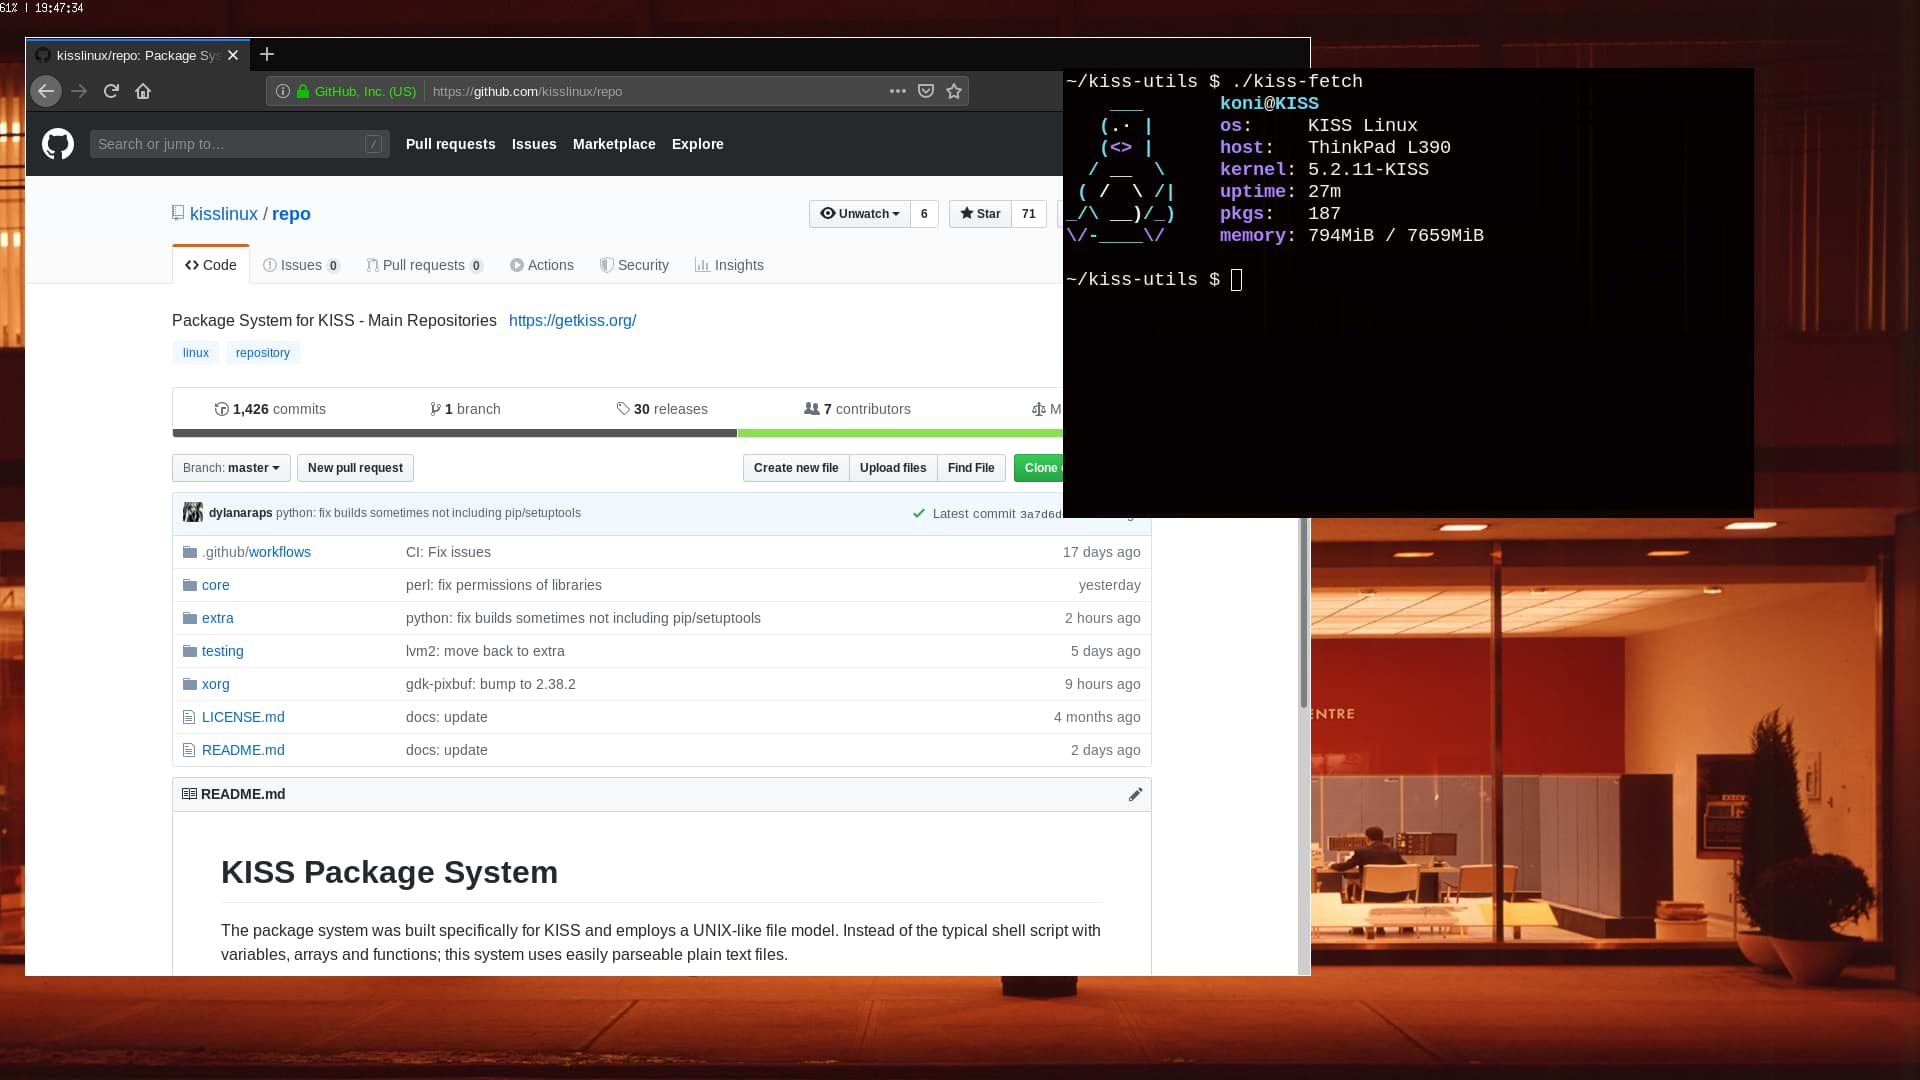 61% | 19:47:34
kisslinux/repo: Package Sys
GitHub, Inc. (US) https://github.com/kisslinux/repo
Search or jump to… / Pull requests Issues Marketplace Explore
kisslinux / repo
Unwatch 6 Star 71
Code Issues 0 Pull requests 0 Actions Security Insights
Package System for KISS - Main Repositories https://getkiss.org/
linux repository
1,426 commits 1 branch 30 releases 7 contributors M
Branch: master New pull request Create new file Upload files Find File Clone
dylanaraps python: fix builds sometimes not including pip/setuptools Latest commit 3a7d6d
.github/workflows CI: Fix issues 17 days ago
core perl: fix permissions of libraries yesterday
extra python: fix builds sometimes not including pip/setuptools 2 hours ago
testing lvm2: move back to extra 5 days ago
xorg gdk-pixbuf: bump to 2.38.2 9 hours ago
LICENSE.md docs: update 4 months ago
README.md docs: update 2 days ago
README.md
KISS Package System
The package system was built specifically for KISS and employs a UNIX-like file model. Instead of the typical shell script with
variables, arrays and functions; this system uses easily parseable plain text files.
~/kiss-utils $ ./kiss-fetch
    ___       koni@KISS
   (.· |      os:     KISS Linux
   (<> |      host:   ThinkPad L390
  / __  \     kernel: 5.2.11-KISS
 ( /  \ /|    uptime: 27m
_/\ __)/_)    pkgs:   187
\/-____\/     memory: 794MiB / 7659MiB
~/kiss-utils $
ENTRE